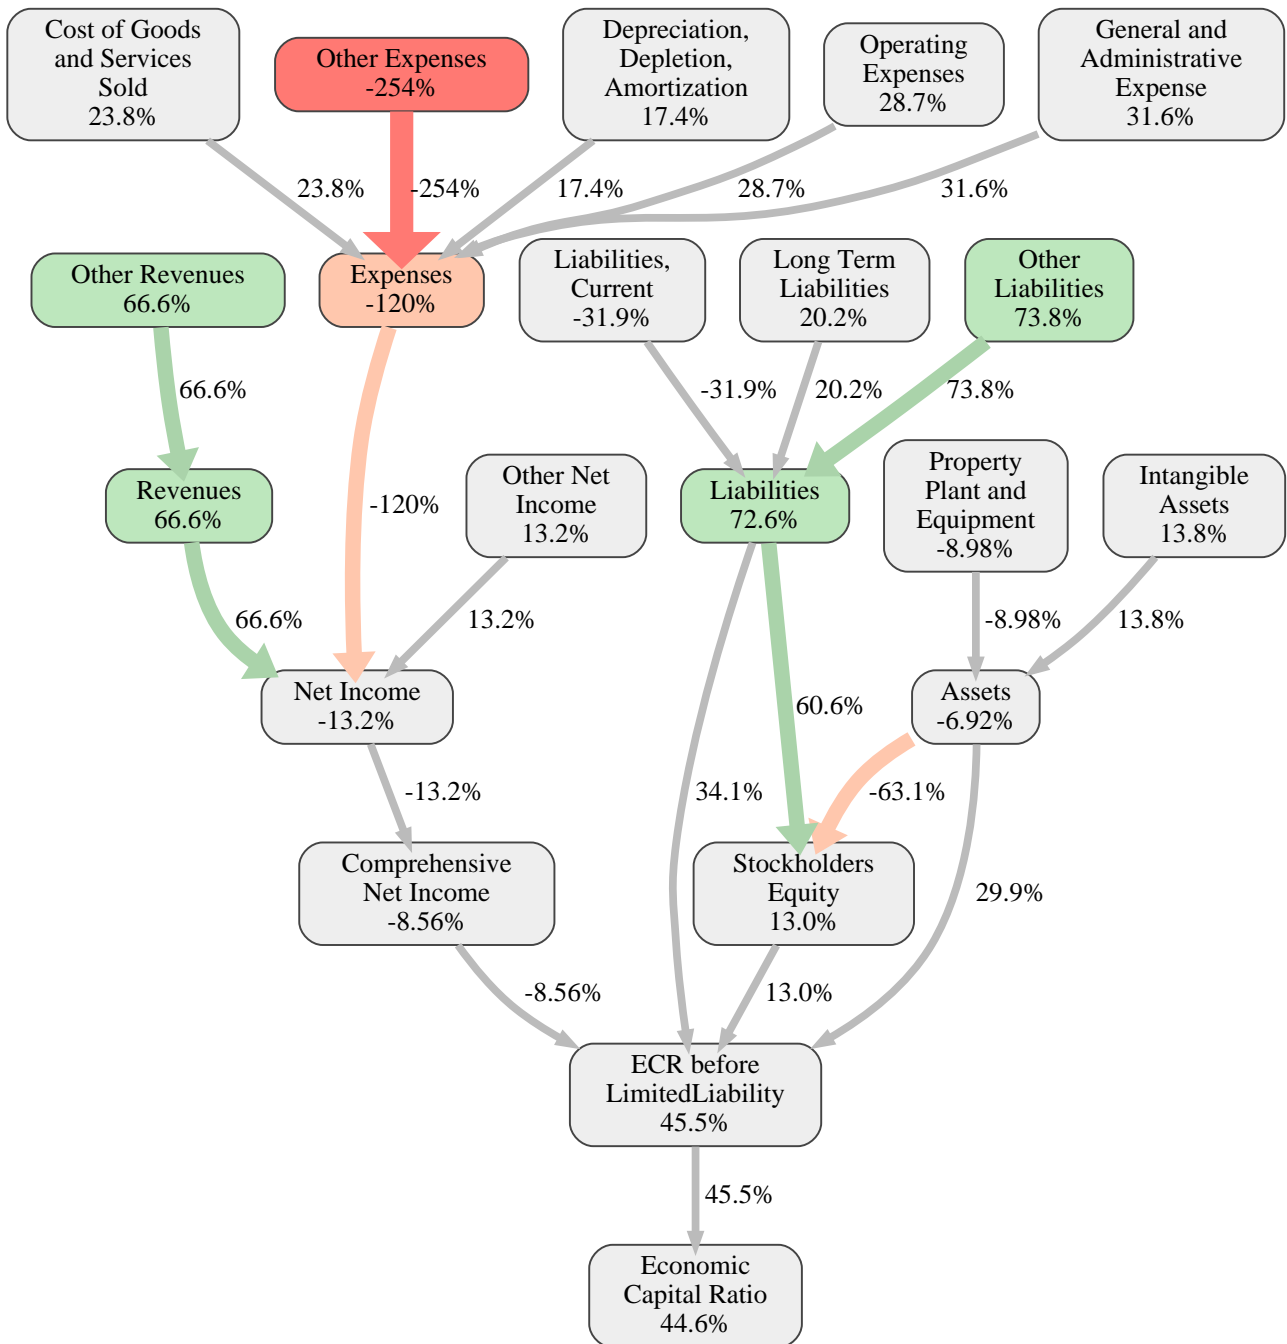 Cost of Goods
and Services
Sold
23.8%
Other Expenses
-254%
Depreciation,
Depletion,
Amortization
17.4%
Operating
Expenses
28.7%
General and
Administrative
Expense
31.6%
23.8%
-254%
17.4%
28.7%
31.6%
Other Revenues
66.6%
Expenses
-120%
Liabilities,
Current
-31.9%
Long Term
Liabilities
20.2%
Other
Liabilities
73.8%
66.6%
-31.9%
20.2%
73.8%
Revenues
66.6%
-120%
Other Net
Income
13.2%
Liabilities
72.6%
Property
Plant and
Equipment
-8.98%
Intangible
Assets
13.8%
66.6%
13.2%
-8.98%
13.8%
Net Income
-13.2%
60.6%
Assets
-6.92%
-13.2%
34.1%
-63.1%
Comprehensive
Net Income
-8.56%
Stockholders
Equity
13.0%
29.9%
-8.56%
13.0%
ECR before
LimitedLiability
45.5%
45.5%
Economic
Capital Ratio
44.6%